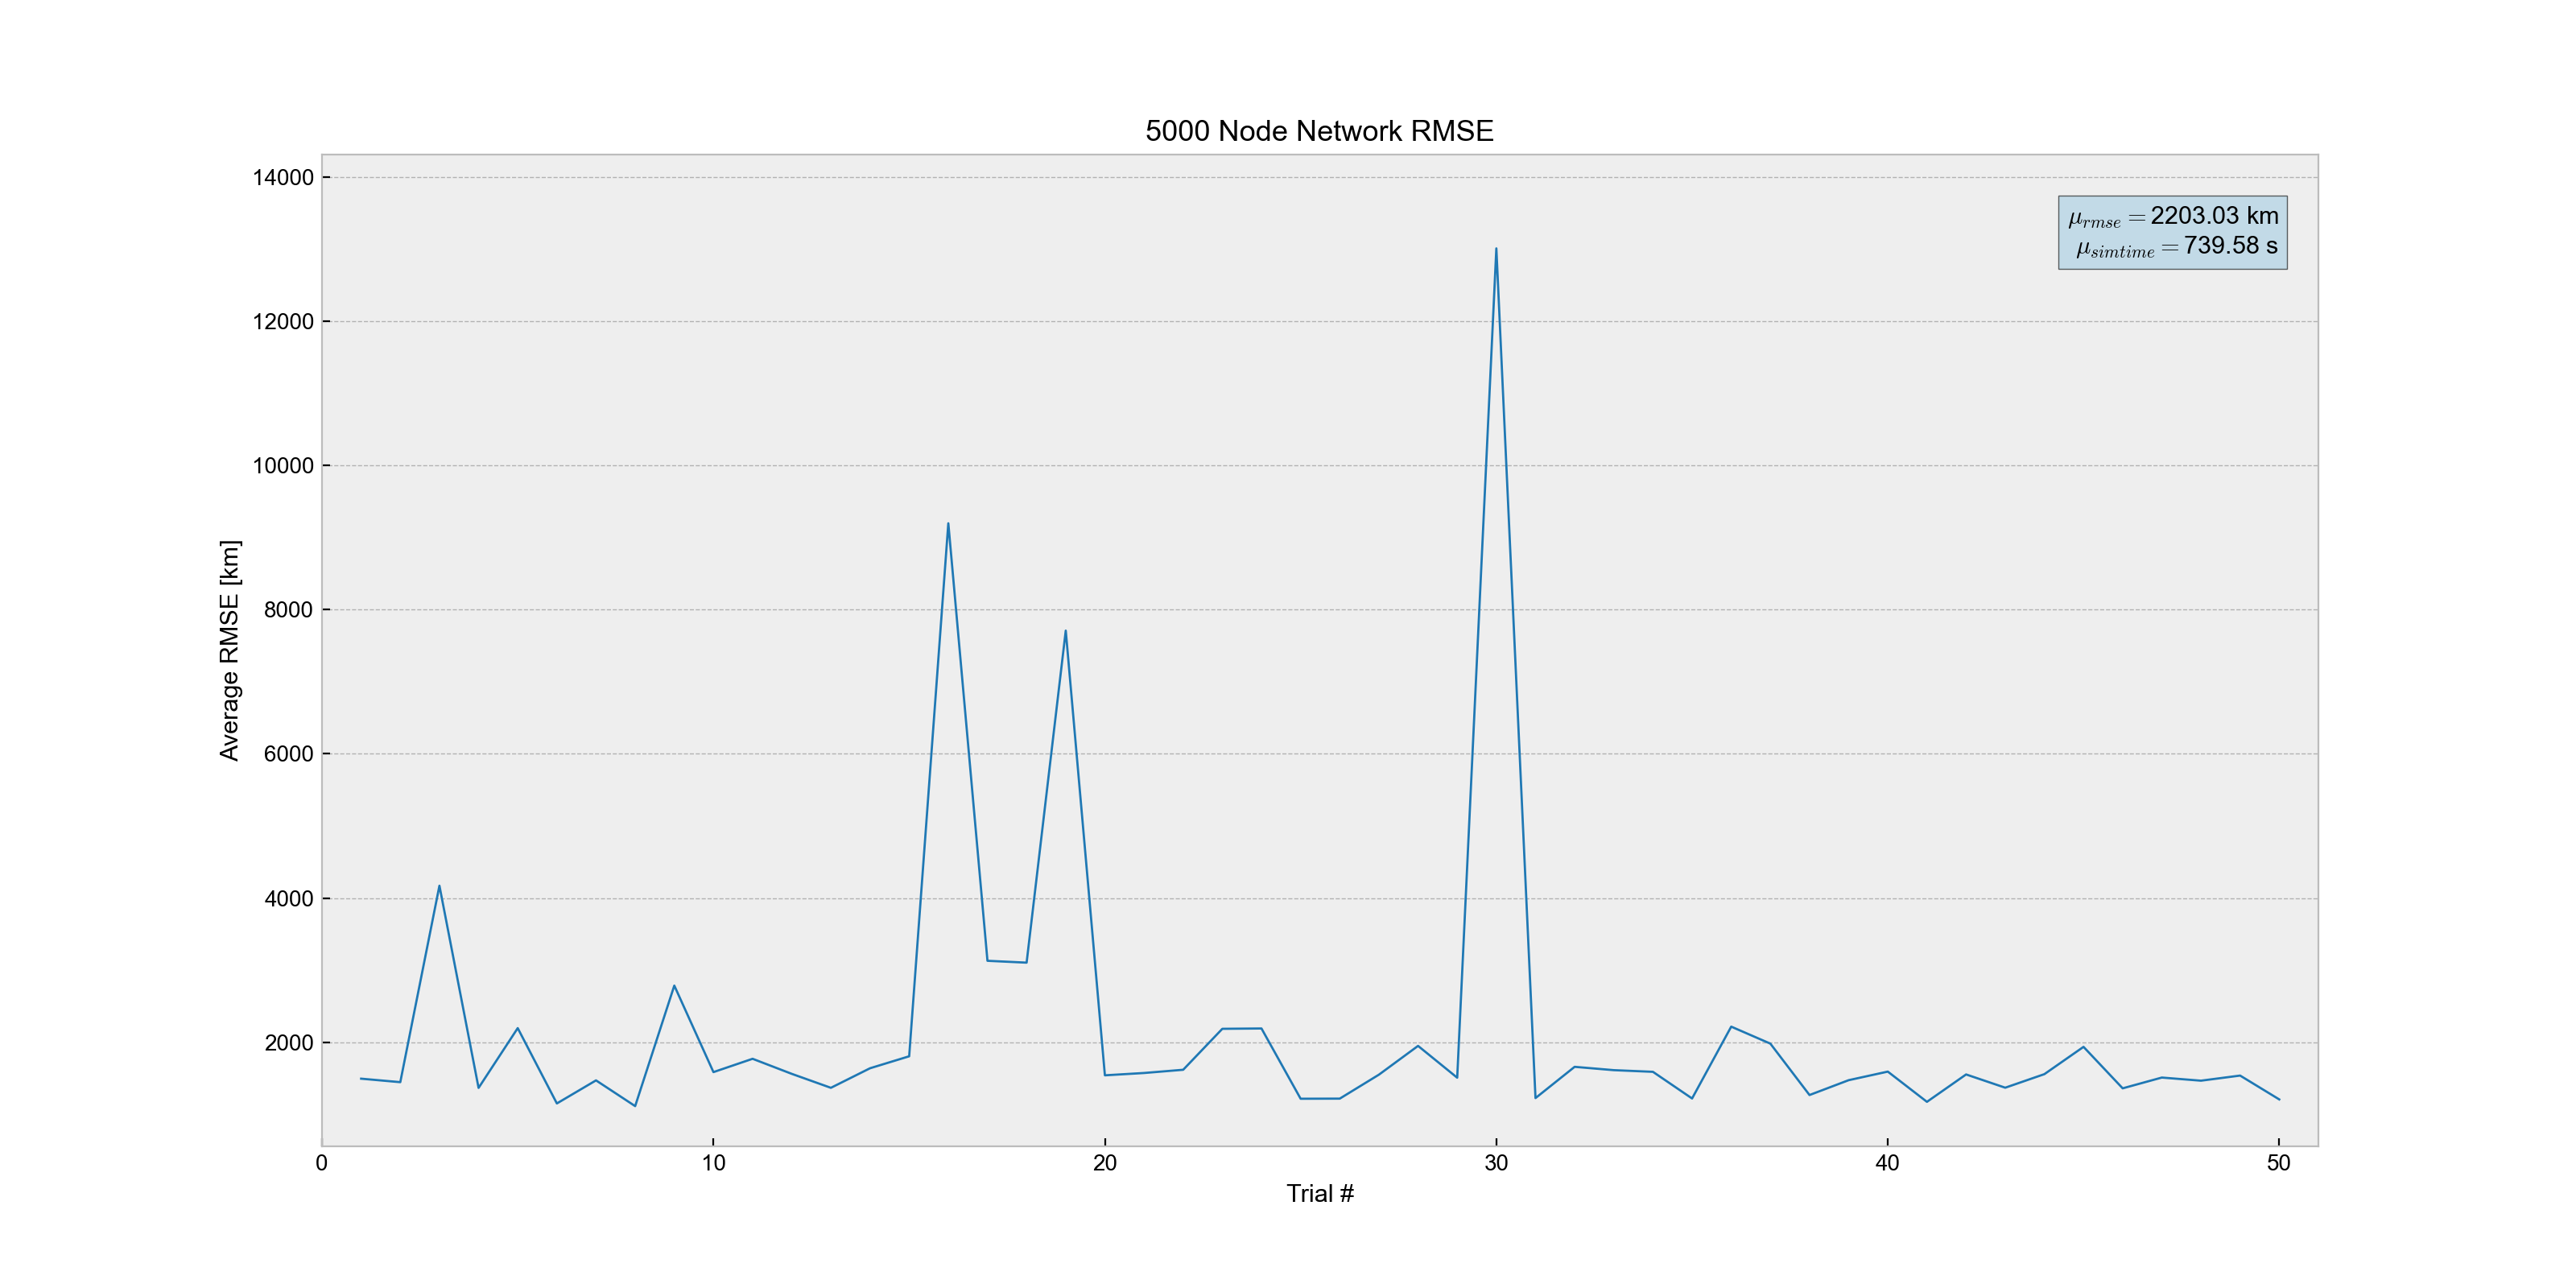 5000 Node Network RMSE
14000
12000
10000
8000
6000
4000
2000
Average RMSE [km]
μrmse = 2203.03 km
μsimtime = 739.58 s
0 10 20 30 40 50
Trial #